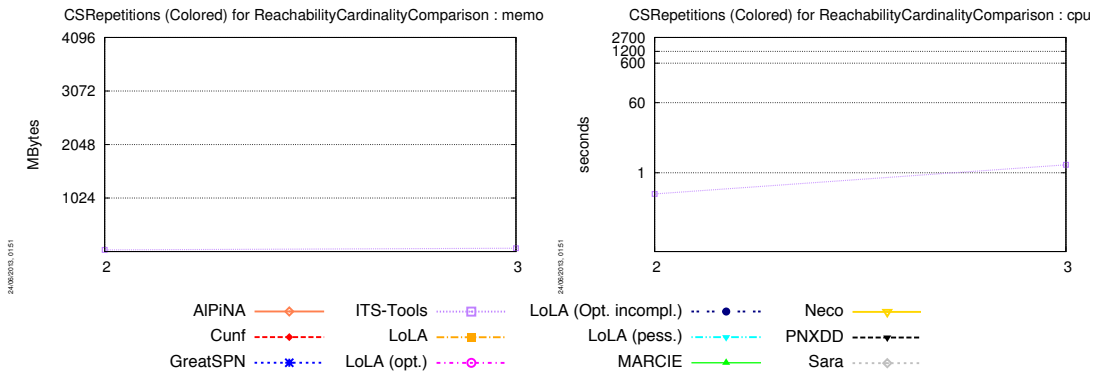 CSRepetitions (Colored) for ReachabilityCardinalityComparison : memo
4096
3072
2048
1024
MBytes
2
3
24/06/2013, 01:51
CSRepetitions (Colored) for ReachabilityCardinalityComparison : cpu
2700
1200
600
60
1
seconds
2
3
24/06/2013, 01:51
AlPiNA
Cunf
GreatSPN
ITS-Tools
LoLA
LoLA (opt.)
LoLA (Opt. incompl.)
LoLA (pess.)
MARCIE
Neco
PNXDD
Sara